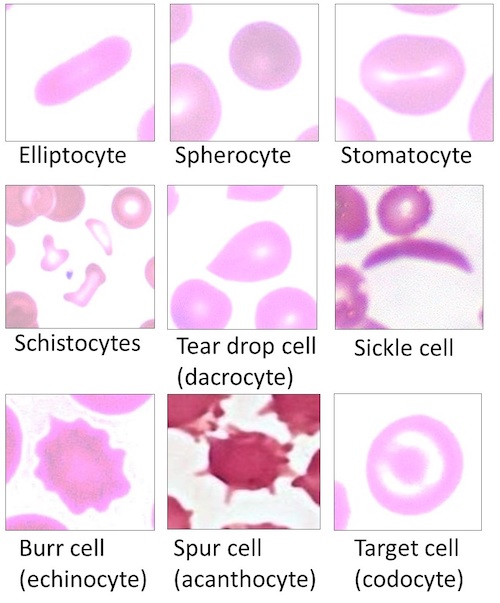 Elliptocyte
Spherocyte
Stomatocyte
Schistocytes
Tear drop cell
(dacrocyte)
Sickle cell
Burr cell
(echinocyte)
Spur cell
(acanthocyte)
Target cell
(codocyte)